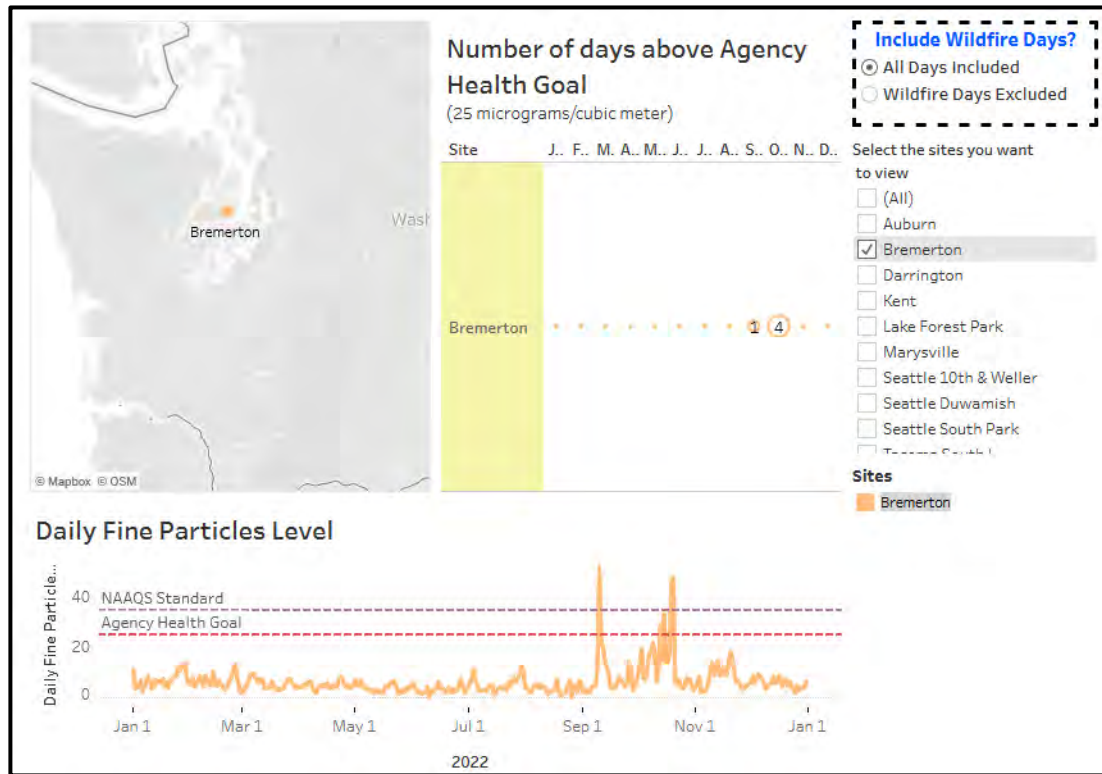 Number of days above Agency
Health Goal
(25 micrograms/cubic meter)
Site J.. F.. M. A.. M.. J.. J.. A.. S.. O.. N.. D..
Bremerton 1 4
Bremerton
Wash
© Mapbox © OSM
Include Wildfire Days?
All Days Included
Wildfire Days Excluded
Select the sites you want
to view
(All)
Auburn
Bremerton
Darrington
Kent
Lake Forest Park
Marysville
Seattle 10th & Weller
Seattle Duwamish
Seattle South Park
Sites
Bremerton
Daily Fine Particles Level
Daily Fine Particle...
40
20
0
NAAQS Standard
Agency Health Goal
Jan 1 Mar 1 May 1 Jul 1 Sep 1 Nov 1 Jan 1
2022